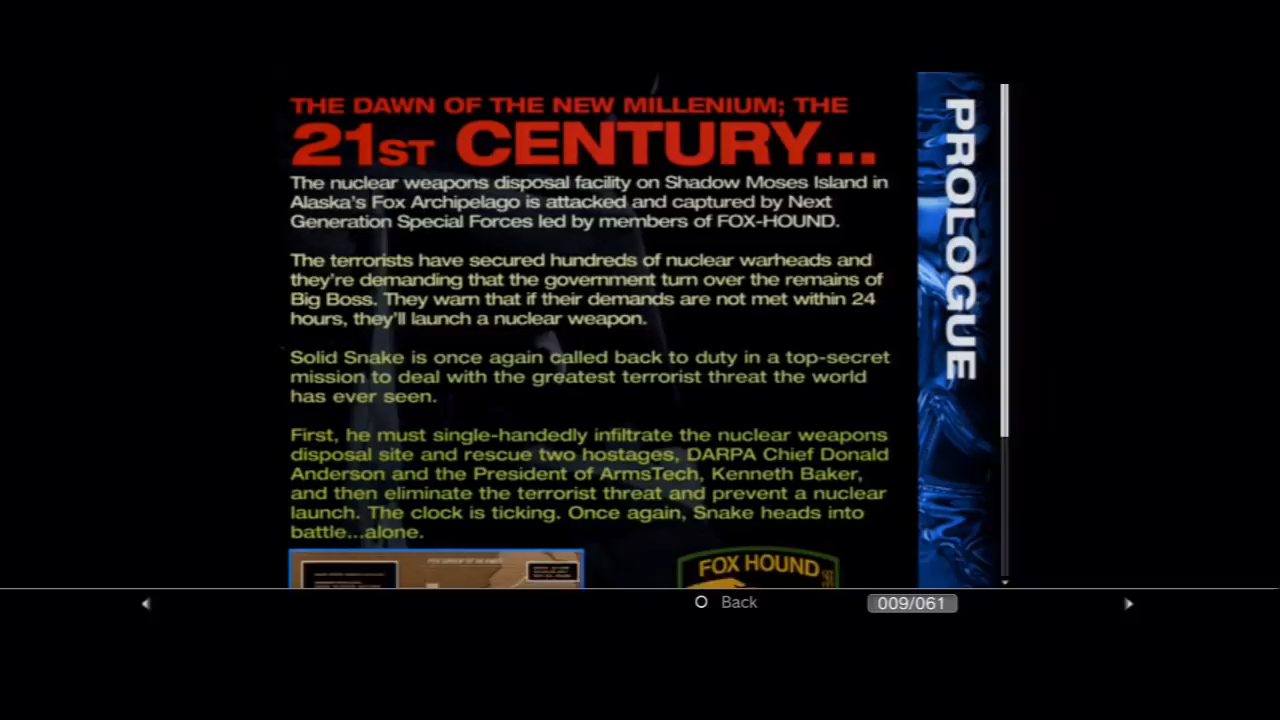 THE DAWN OF THE NEW MILLENIUM; THE
21ST CENTURY...
The nuclear weapons disposal facility on Shadow Moses Island in
Alaska's Fox Archipelago is attacked and captured by Next
Generation Special Forces led by members of FOX-HOUND.
The terrorists have secured hundreds of nuclear warheads and
they're demanding that the government turn over the remains of
Big Boss. They warn that if their demands are not met within 24
hours, they'll launch a nuclear weapon.
Solid Snake is once again called back to duty in a top-secret
mission to deal with the greatest terrorist threat the world
has ever seen.
First, he must single-handedly infiltrate the nuclear weapons
disposal site and rescue two hostages, DARPA Chief Donald
Anderson and the President of ArmsTech, Kenneth Baker,
and then eliminate the terrorist threat and prevent a nuclear
launch. The clock is ticking. Once again, Snake heads into
battle...alone.
FOX HOUND
PROLOGUE
Back
009/061